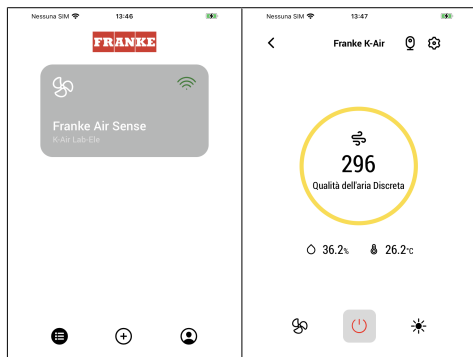 Nessuna SIM 13:46
FRANKE
Franke Air Sense
K-Air Lab-Ele
Nessuna SIM 13:47
Franke K-Air
296
Qualità dell'aria Discreta
36.2% 26.2°C